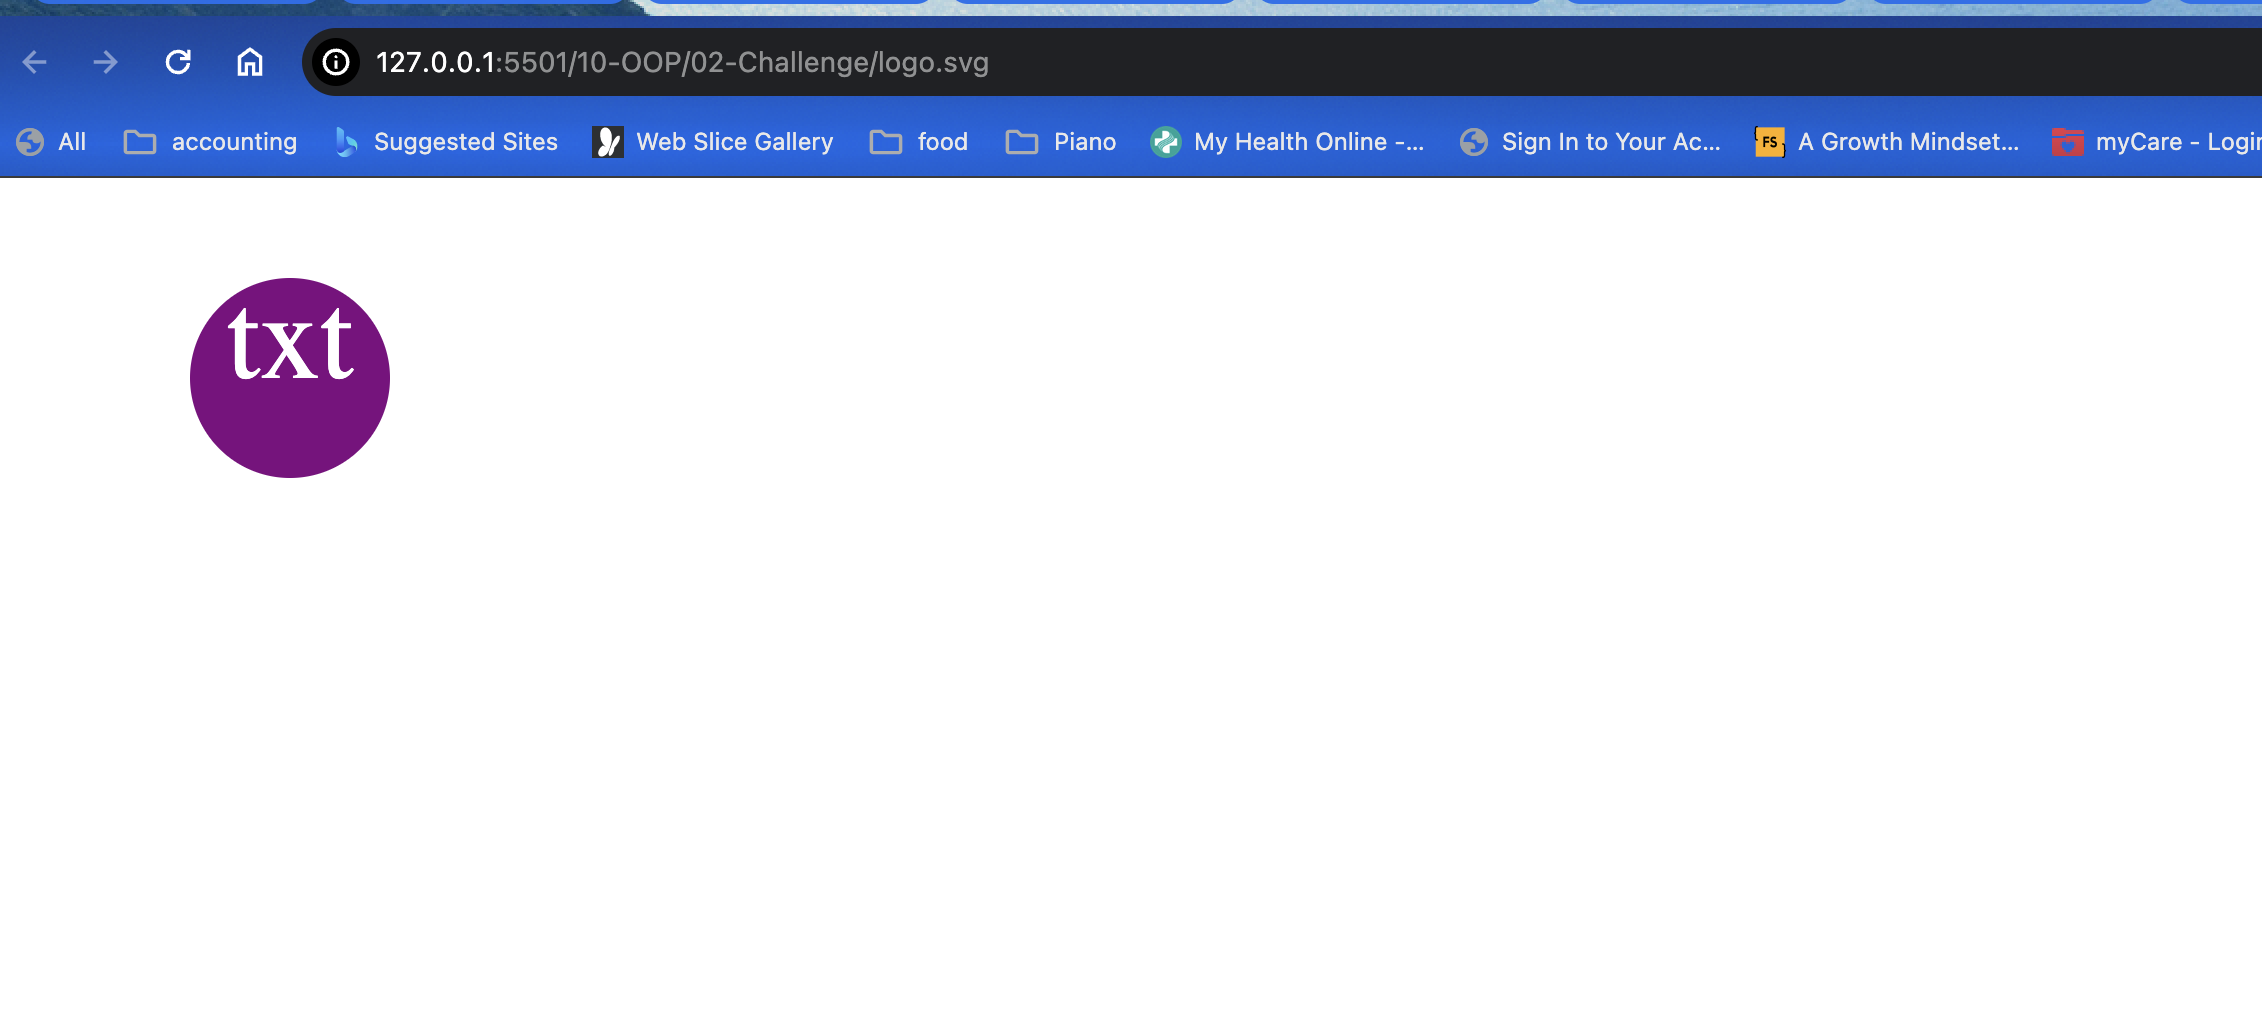 127.0.0.1:5501/10-OOP/02-Challenge/logo.svg
All accounting Suggested Sites Web Slice Gallery food Piano My Health Online -... Sign In to Your Ac... FS A Growth Mindset... myCare - Login
txt